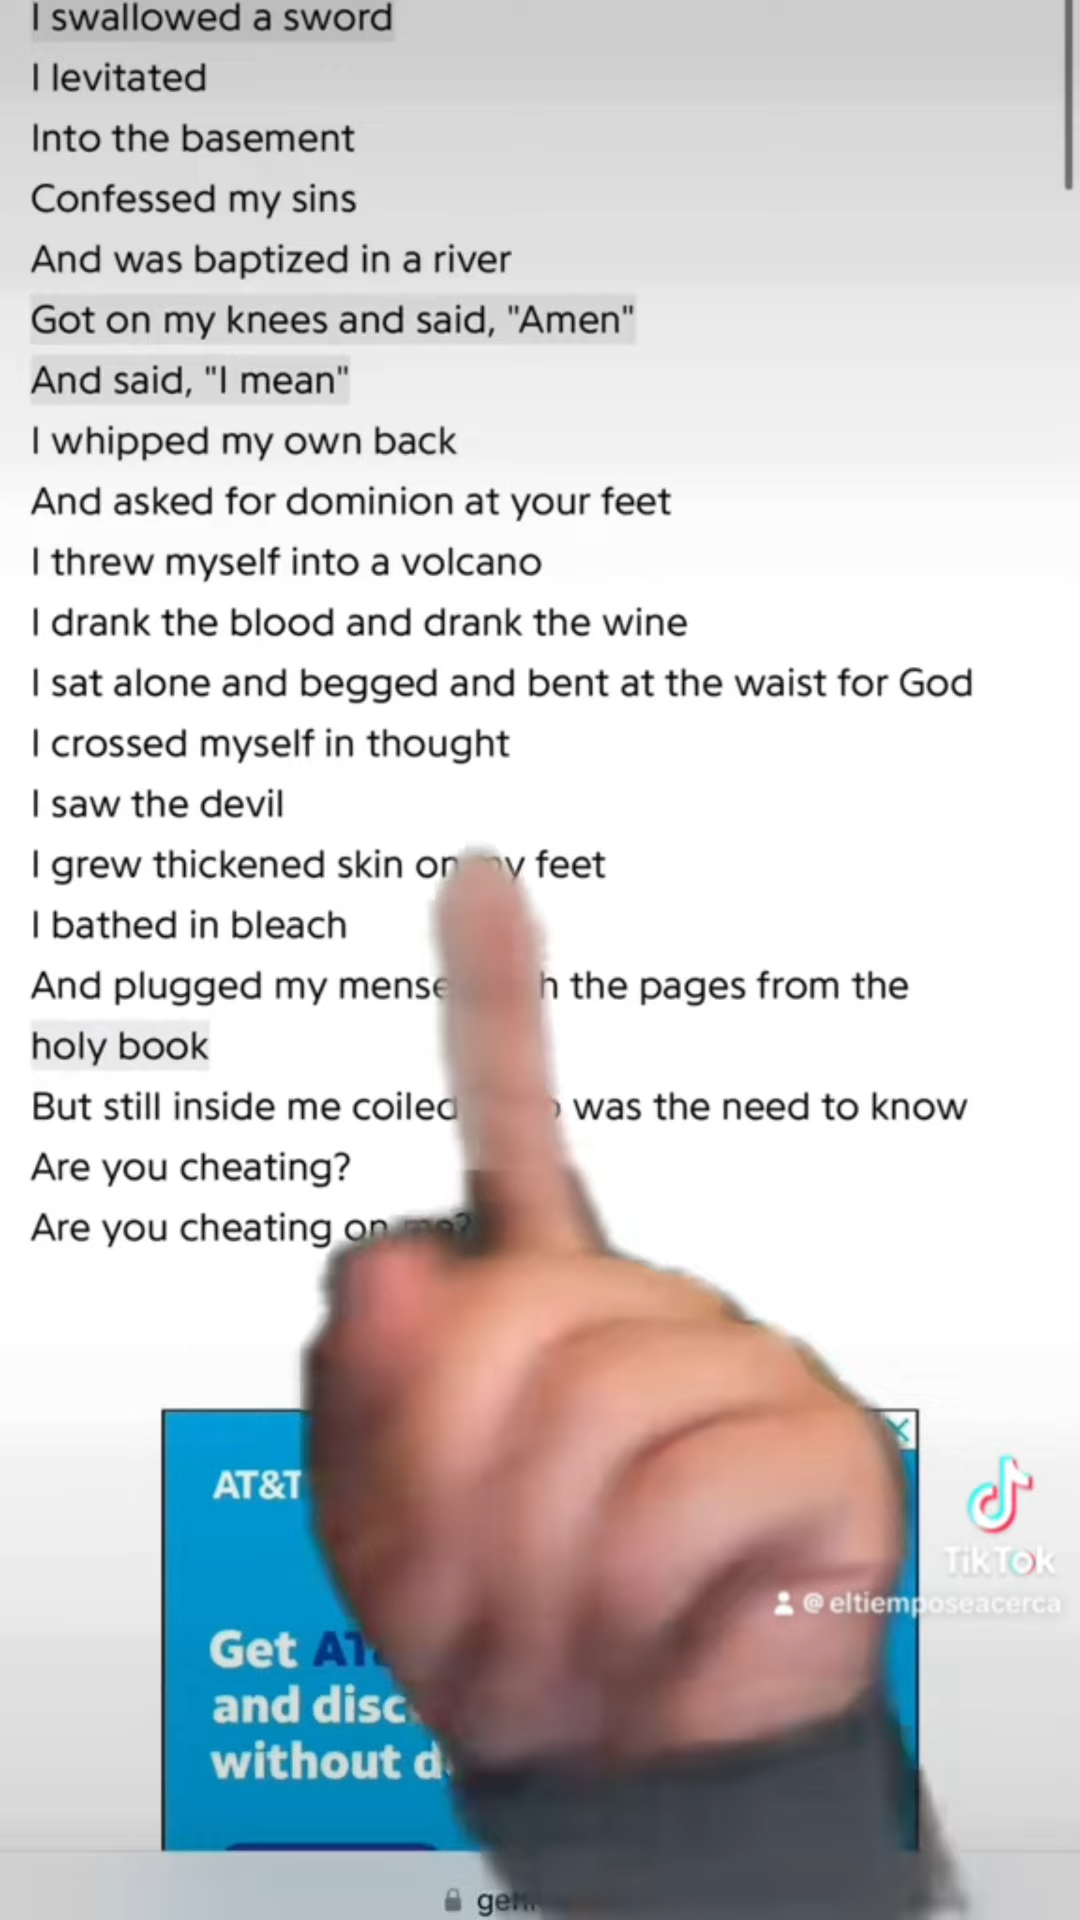 I swallowed a sword
I levitated
Into the basement
Confessed my sins
And was baptized in a river
Got on my knees and said, "Amen"
And said, "I mean"
I whipped my own back
And asked for dominion at your feet
I threw myself into a volcano
I drank the blood and drank the wine
I sat alone and begged and bent at the waist for God
I crossed myself in thought
I saw the devil
I grew thickened skin on my feet
I bathed in bleach
And plugged my the pages from the
holy book
But still inside me coiled was the need to know
Are you cheating?
Are you cheating on me?
AT&T
TikTok
@eltiemposeacerca
Get
and
without